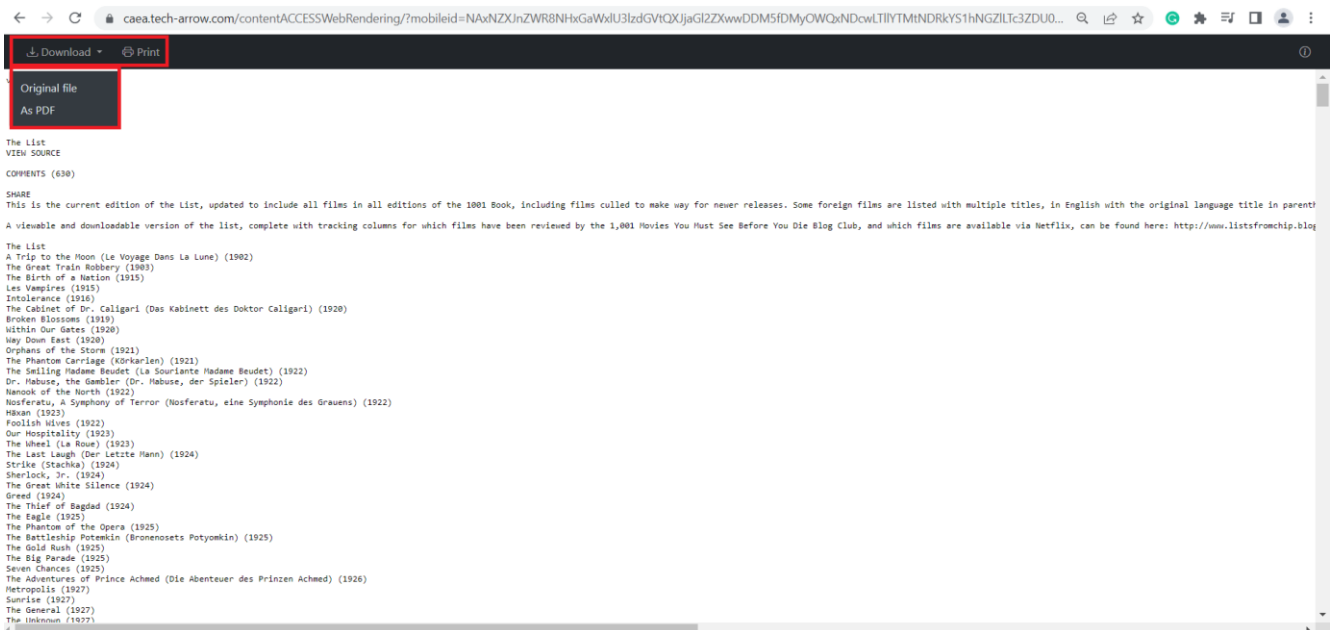 caea.tech-arrow.com/contentACCESSWebRendering/?mobileid=NAxNZXJnZWR8NHxGaWxlU3lzdGVtQXJjaGl2ZXwwDDM5fDMyOWQxNDcwLTllYTMtNDRkYS1hNGZlLTc3ZDU0...
Download Print
Original file
As PDF
The List
VIEW SOURCE
COMMENTS (630)
SHARE
This is the current edition of the List, updated to include all films in all editions of the 1001 Book, including films culled to make way for newer releases. Some foreign films are listed with multiple titles, in English with the original language title in parenth
A viewable and downloadable version of the list, complete with tracking columns for which films have been reviewed by the 1,001 Movies You Must See Before You Die Blog Club, and which films are available via Netflix, can be found here: http://www.listsfromchip.blog
The List
A Trip to the Moon (Le Voyage Dans La Lune) (1902)
The Great Train Robbery (1903)
The Birth of a Nation (1915)
Les Vampires (1915)
Intolerance (1916)
The Cabinet of Dr. Caligari (Das Kabinett des Doktor Caligari) (1920)
Broken Blossoms (1919)
Within Our Gates (1920)
Way Down East (1920)
Orphans of the Storm (1921)
The Phantom Carriage (Körkarlen) (1921)
The Smiling Madame Beudet (La Souriante Madame Beudet) (1922)
Dr. Mabuse, the Gambler (Dr. Mabuse, der Spieler) (1922)
Nanook of the North (1922)
Nosferatu, A Symphony of Terror (Nosferatu, eine Symphonie des Grauens) (1922)
Häxan (1923)
Foolish Wives (1922)
Our Hospitality (1923)
The Wheel (La Roue) (1923)
The Last Laugh (Der Letzte Mann) (1924)
Strike (Stachka) (1924)
Sherlock, Jr. (1924)
The Great White Silence (1924)
Greed (1924)
The Thief of Bagdad (1924)
The Eagle (1925)
The Phantom of the Opera (1925)
The Battleship Potemkin (Bronenosets Potyomkin) (1925)
The Gold Rush (1925)
The Big Parade (1925)
Seven Chances (1925)
The Adventures of Prince Achmed (Die Abenteuer des Prinzen Achmed) (1926)
Metropolis (1927)
Sunrise (1927)
The General (1927)
The Unknown (1927)